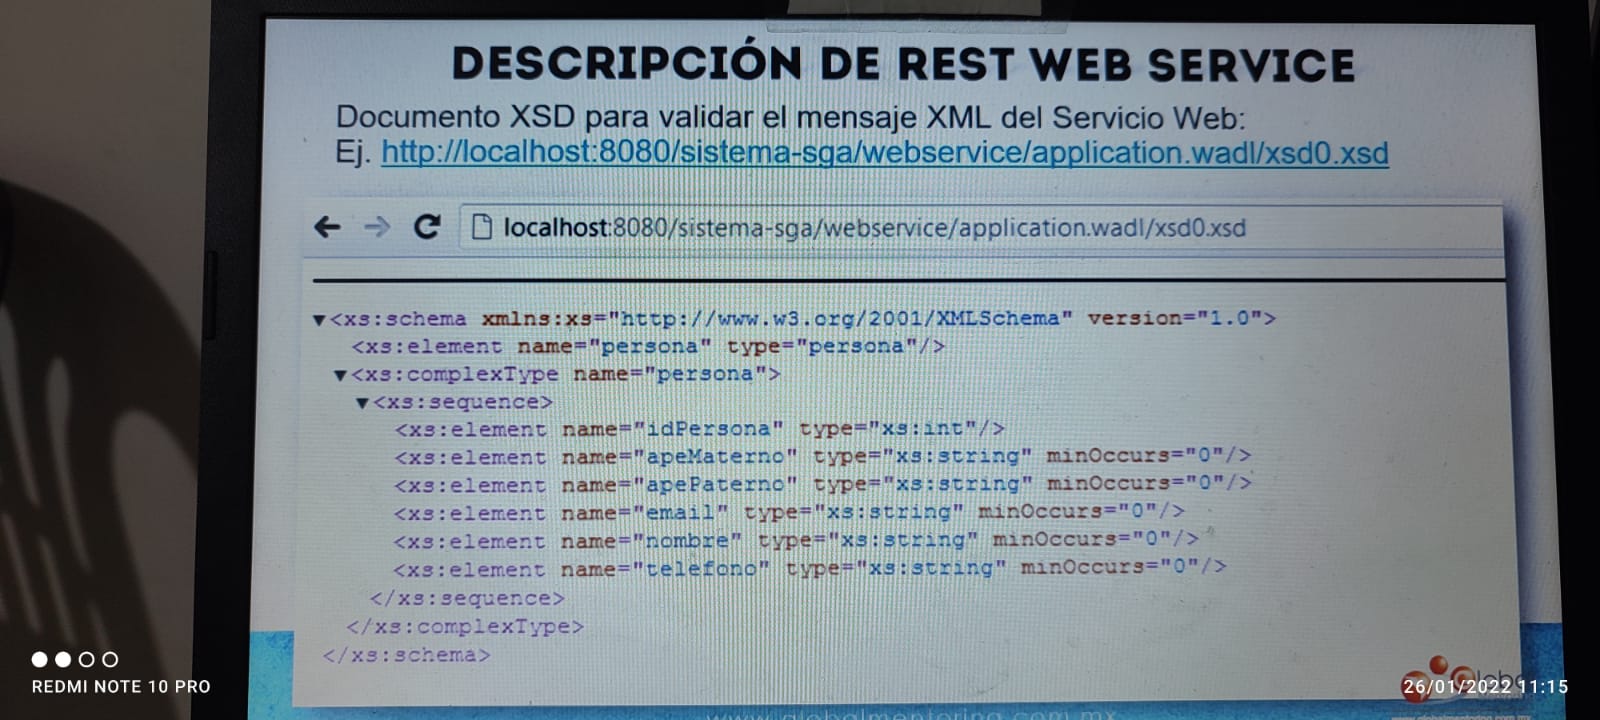 DESCRIPCIÓN DE REST WEB SERVICE
Documento XSD para validar el mensaje XML del Servicio Web:
Ej. http://localhost:8080/sistema-sga/webservice/application.wadl/xsd0.xsd
localhost:8080/sistema-sga/webservice/application.wadl/xsd0.xsd
▼<xs:schema xmlns:xs="http://www.w3.org/2001/XMLSchema" version="1.0">
<xs:element name="persona" type="persona"/>
▼<xs:complexType name="persona">
▼<xs:sequence>
<xs:element name="idPersona" type="xs:int"/>
<xs:element name="apeMaterno" type="xs:string" minOccurs="0"/>
<xs:element name="apePaterno" type="xs:string" minOccurs="0"/>
<xs:element name="email" type="xs:string" minOccurs="0"/>
<xs:element name="nombre" type="xs:string" minOccurs="0"/>
<xs:element name="telefono" type="xs:string" minOccurs="0"/>
</xs:sequence>
</xs:complexType>
</xs:schema>
REDMI NOTE 10 PRO
26/01/2022 11:15
www.globalmentoring.com.mx